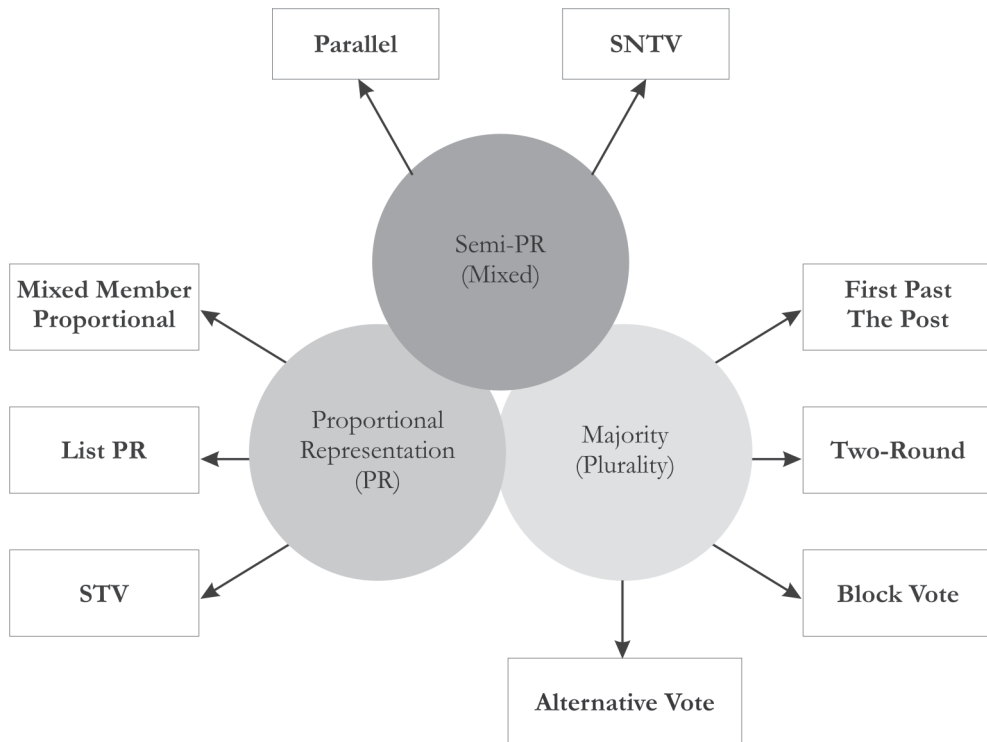 Parallel
SNTV
Semi-PR
(Mixed)
Mixed Member
Proportional
First Past
The Post
Proportional
Representation
(PR)
Majority
(Plurality)
List PR
Two-Round
STV
Block Vote
Alternative Vote